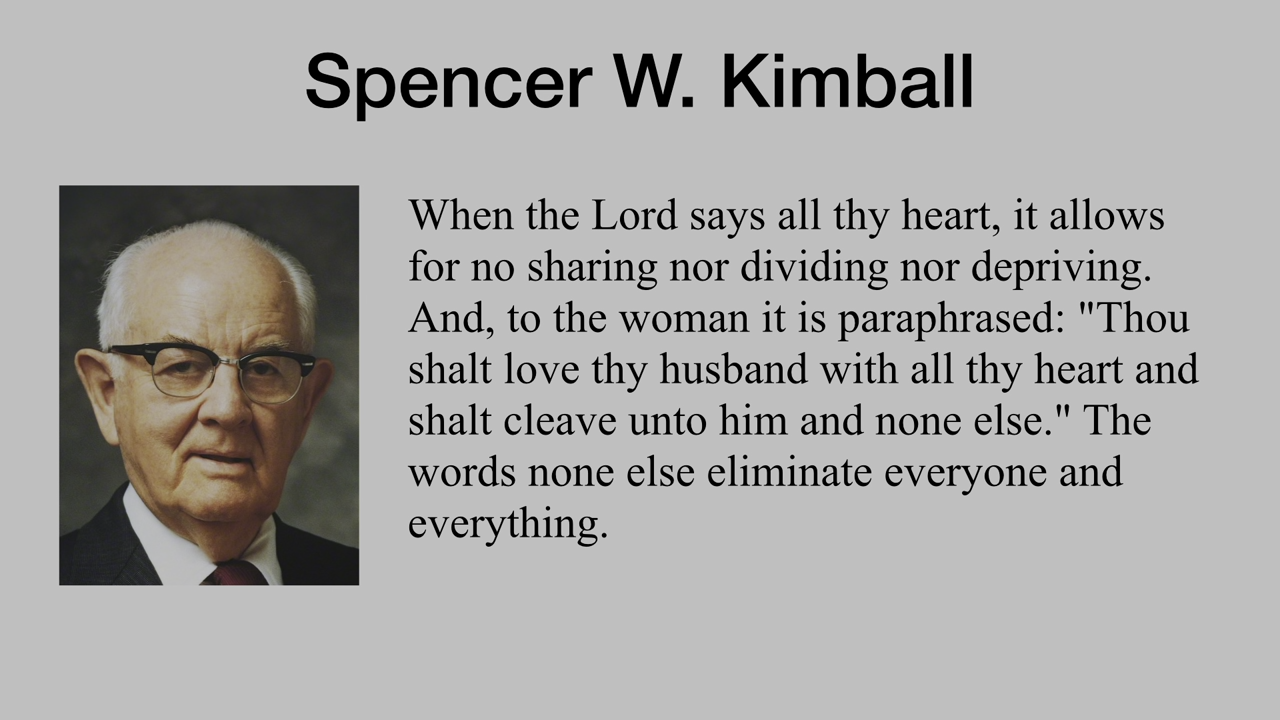 Spencer W. Kimball
When the Lord says all thy heart, it allows
for no sharing nor dividing nor depriving.
And, to the woman it is paraphrased: "Thou
shalt love thy husband with all thy heart and
shalt cleave unto him and none else." The
words none else eliminate everyone and
everything.